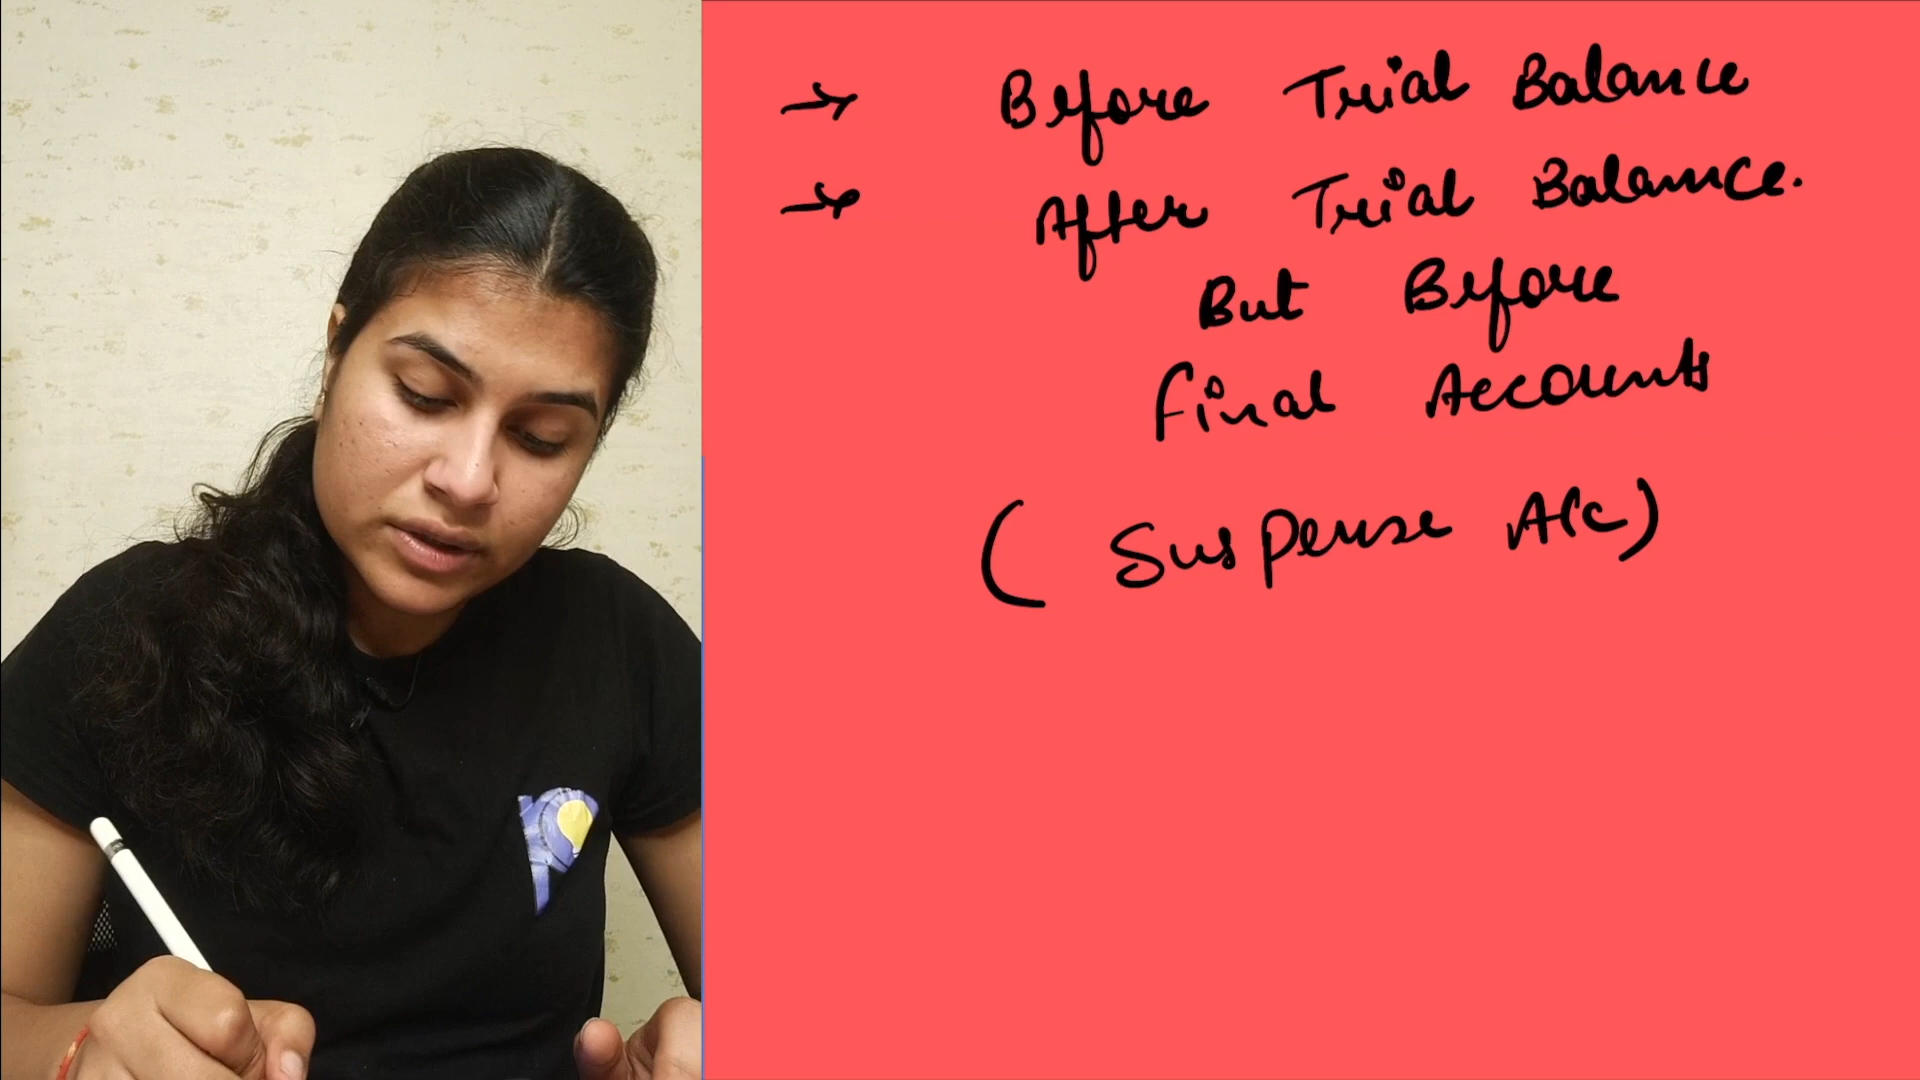 → Before Trial Balance
→ After Trial Balance.
But Before
Final Accounts
(Suspense A/c)